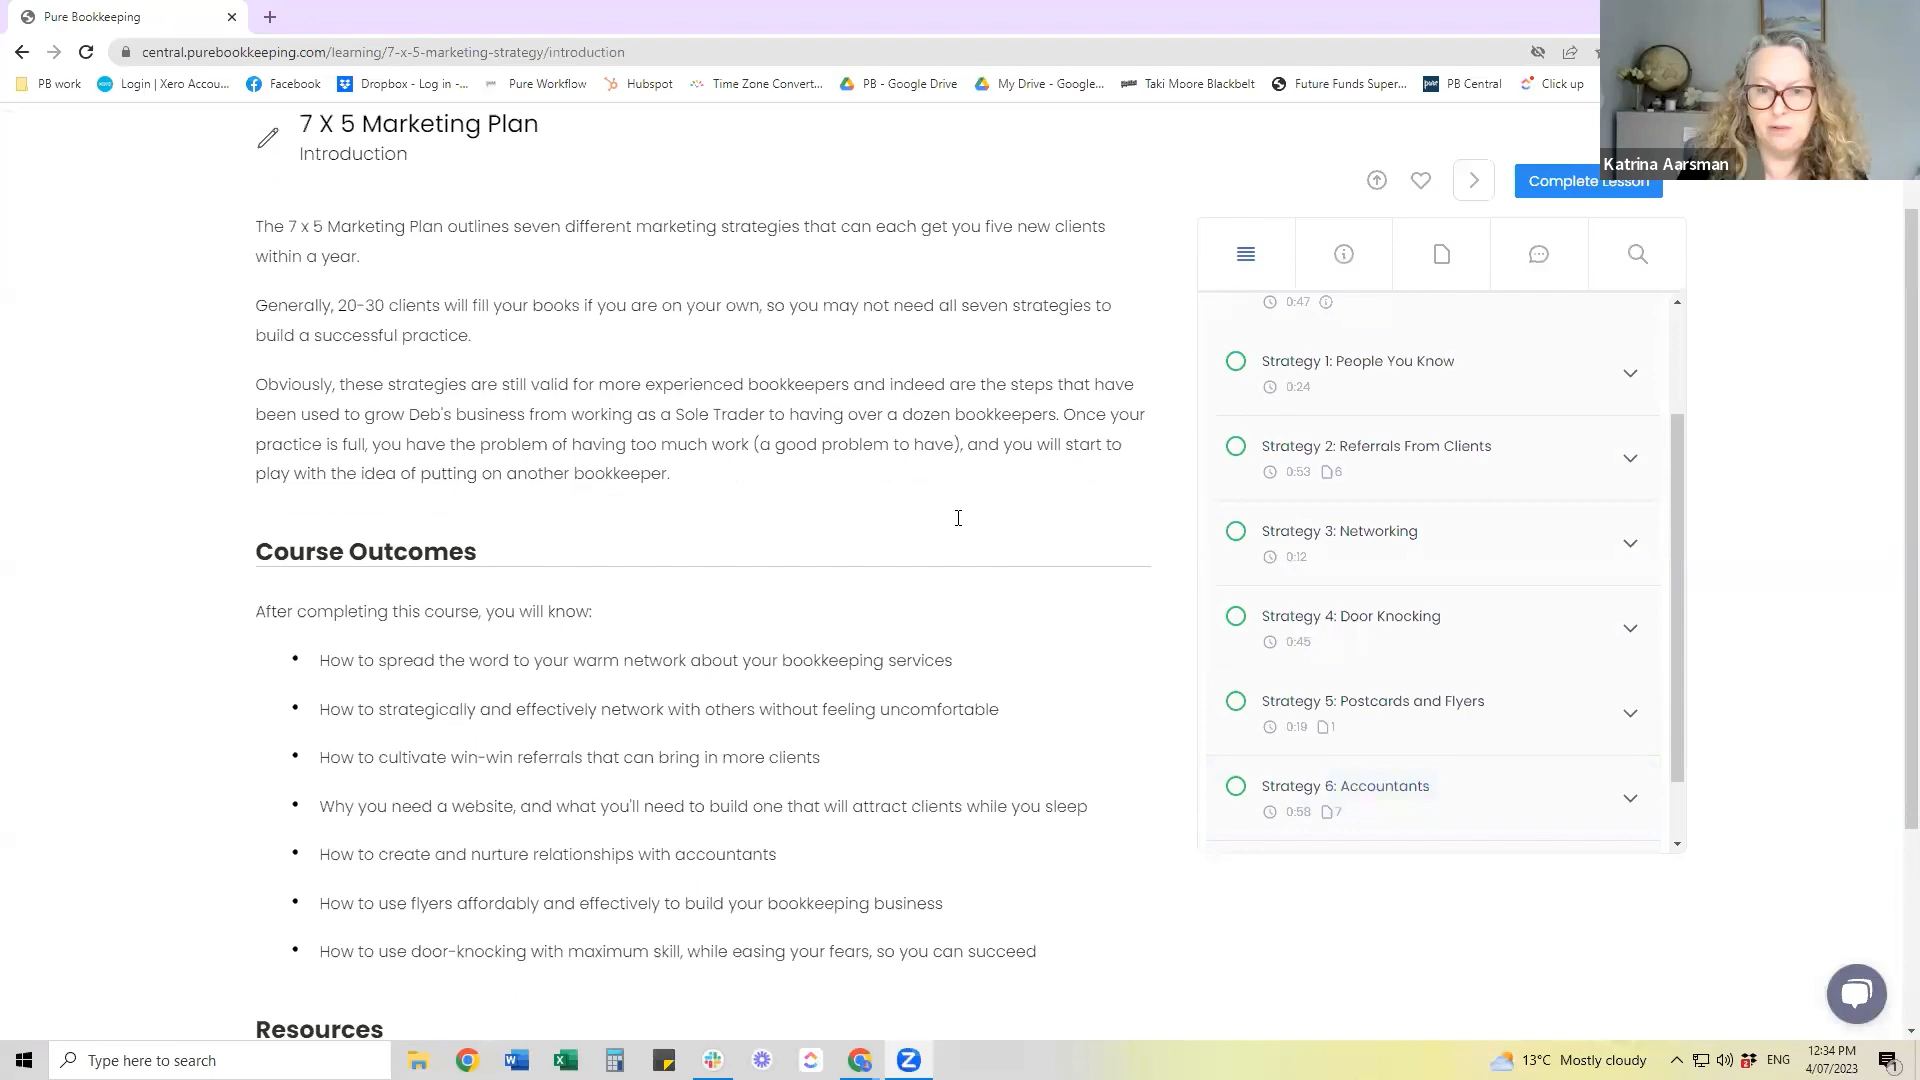 Pure Bookkeeping
central.purebookkeeping.com/learning/7-x-5-marketing-strategy/introduction
PB work
Login | Xero Accou...
Facebook
Dropbox - Log in -...
Pure Workflow
Hubspot
Time Zone Convert...
PB - Google Drive
My Drive - Google...
Taki Moore Blackbelt
Future Funds Super...
PB Central
Click up
Katrina Aarsman
7 X 5 Marketing Plan
Introduction
Complete Lesson
The 7 x 5 Marketing Plan outlines seven different marketing strategies that can each get you five new clients
within a year.
Generally, 20-30 clients will fill your books if you are on your own, so you may not need all seven strategies to
build a successful practice.
Obviously, these strategies are still valid for more experienced bookkeepers and indeed are the steps that have
been used to grow Deb's business from working as a Sole Trader to having over a dozen bookkeepers. Once your
practice is full, you have the problem of having too much work (a good problem to have), and you will start to
play with the idea of putting on another bookkeeper.
Course Outcomes
After completing this course, you will know:
• How to spread the word to your warm network about your bookkeeping services
• How to strategically and effectively network with others without feeling uncomfortable
• How to cultivate win-win referrals that can bring in more clients
• Why you need a website, and what you'll need to build one that will attract clients while you sleep
• How to create and nurture relationships with accountants
• How to use flyers affordably and effectively to build your bookkeeping business
• How to use door-knocking with maximum skill, while easing your fears, so you can succeed
Resources
0:47
Strategy 1: People You Know
0:24
Strategy 2: Referrals From Clients
0:53 6
Strategy 3: Networking
0:12
Strategy 4: Door Knocking
0:45
Strategy 5: Postcards and Flyers
0:19 1
Strategy 6: Accountants
0:58 7
Type here to search
13°C Mostly cloudy
ENG
12:34 PM
4/07/2023